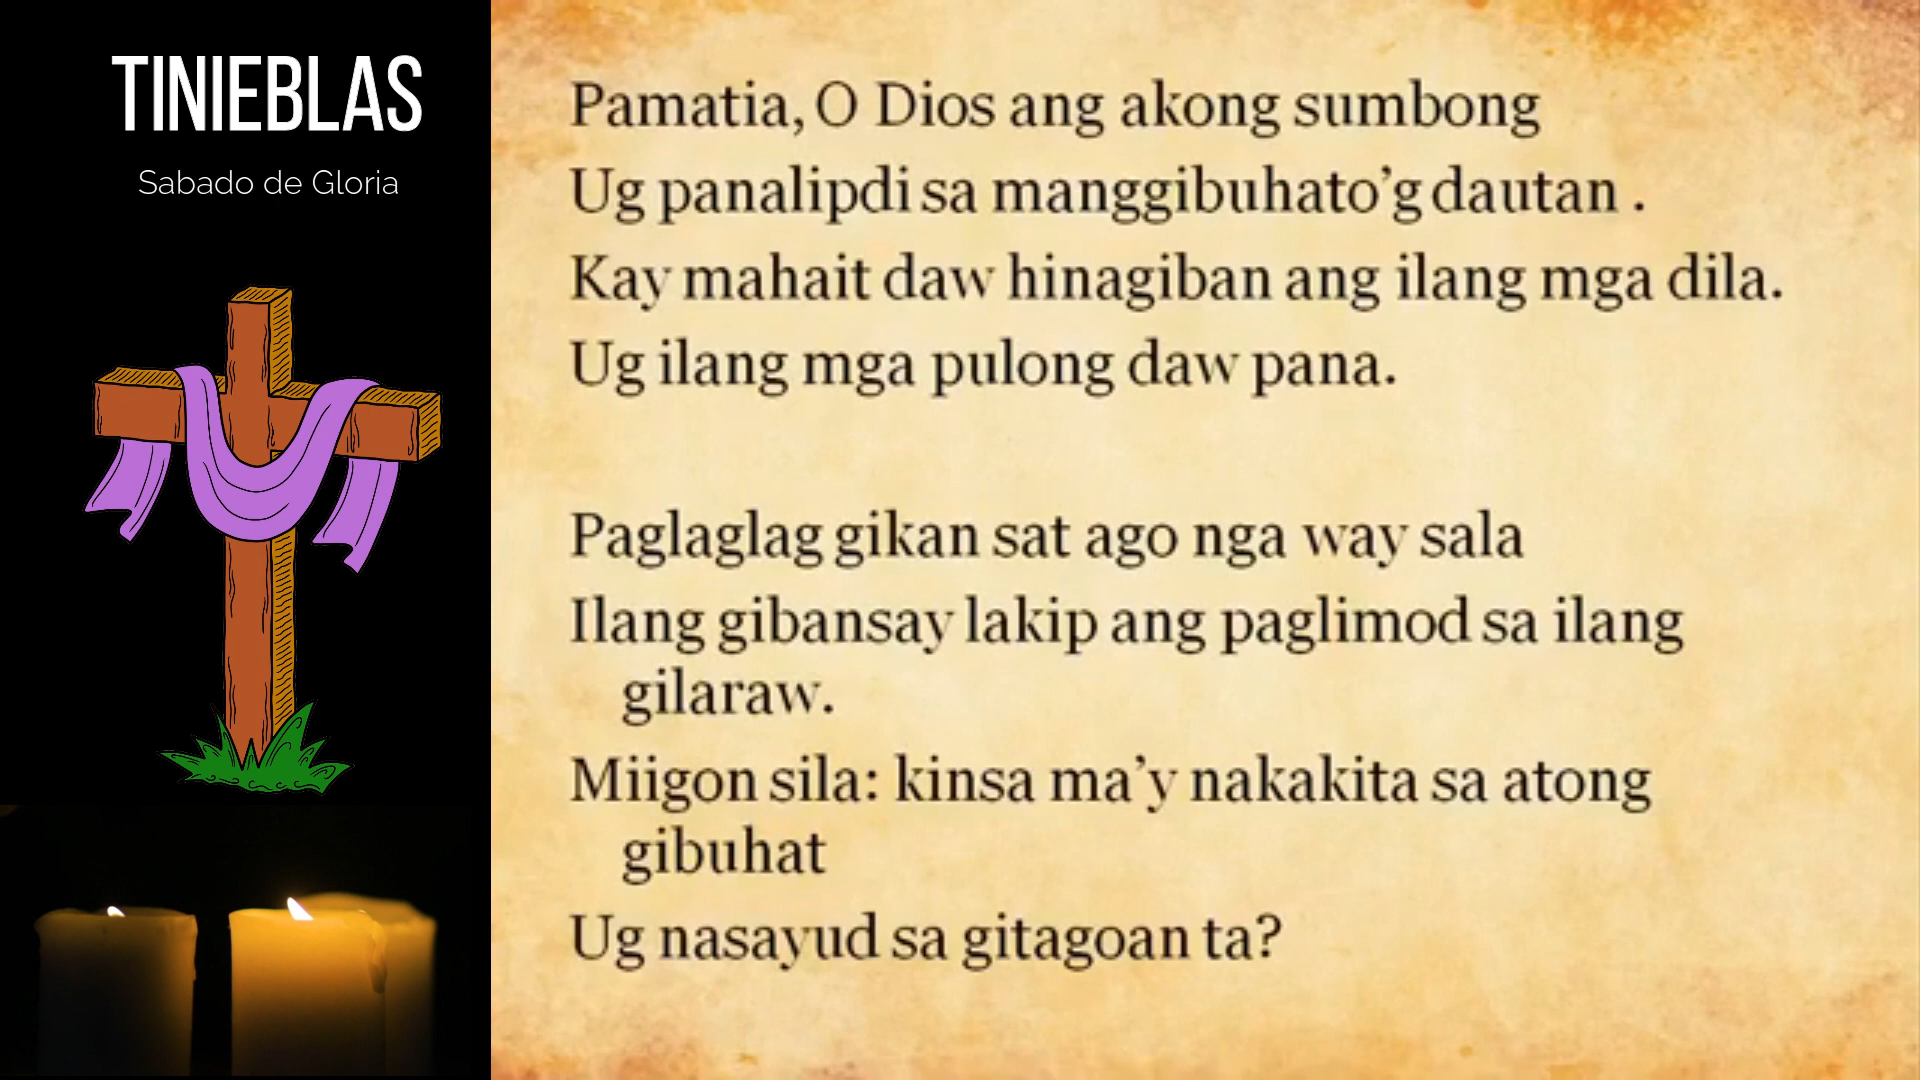 TINIEBLAS
Sabado de Gloria
Pamatia, O Dios ang akong sumbong
Ug panalipdi sa manggibuhato’g dautan .
Kay mahait daw hinagiban ang ilang mga dila.
Ug ilang mga pulong daw pana.
Paglaglag gikan sat ago nga way sala
Ilang gibansay lakip ang paglimod sa ilang
gilaraw.
Miigon sila: kinsa ma’y nakakita sa atong
gibuhat
Ug nasayud sa gitagoan ta?